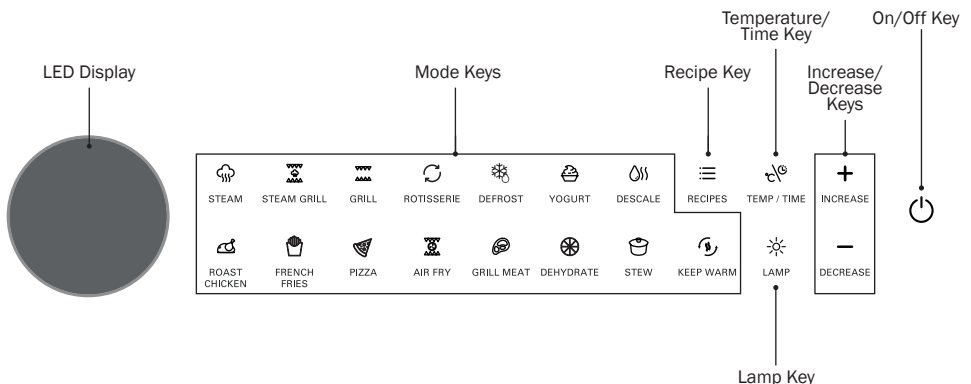 Temperature/
Time Key
On/Off Key
LED Display
Mode Keys
Recipe Key
Increase/
Decrease
Keys
STEAM
STEAM GRILL
GRILL
ROTISSERIE
DEFROST
YOGURT
DESCALE
RECIPES
TEMP / TIME
INCREASE
ROAST
CHICKEN
FRENCH
FRIES
PIZZA
AIR FRY
GRILL MEAT
DEHYDRATE
STEW
KEEP WARM
LAMP
DECREASE
Lamp Key